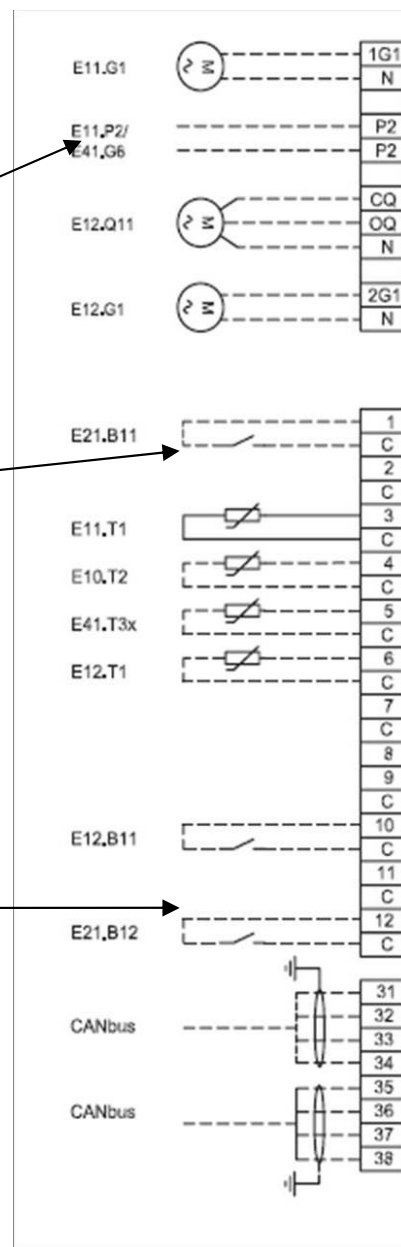 E11.G1 M 1G1
N
E11.P2/ P2
E41.G6 P2
CQ
E12.Q11 M OQ
N
E12.G1 M 2G1
N
1
E21.B11 C
2
C
E11.T1 3
C
E10.T2 4
C
E41.T3x 5
C
E12.T1 6
C
7
C
8
9
C
E12.B11 10
C
11
C
E21.B12 12
C
31
CANbus 32
33
34
35
CANbus 36
37
38